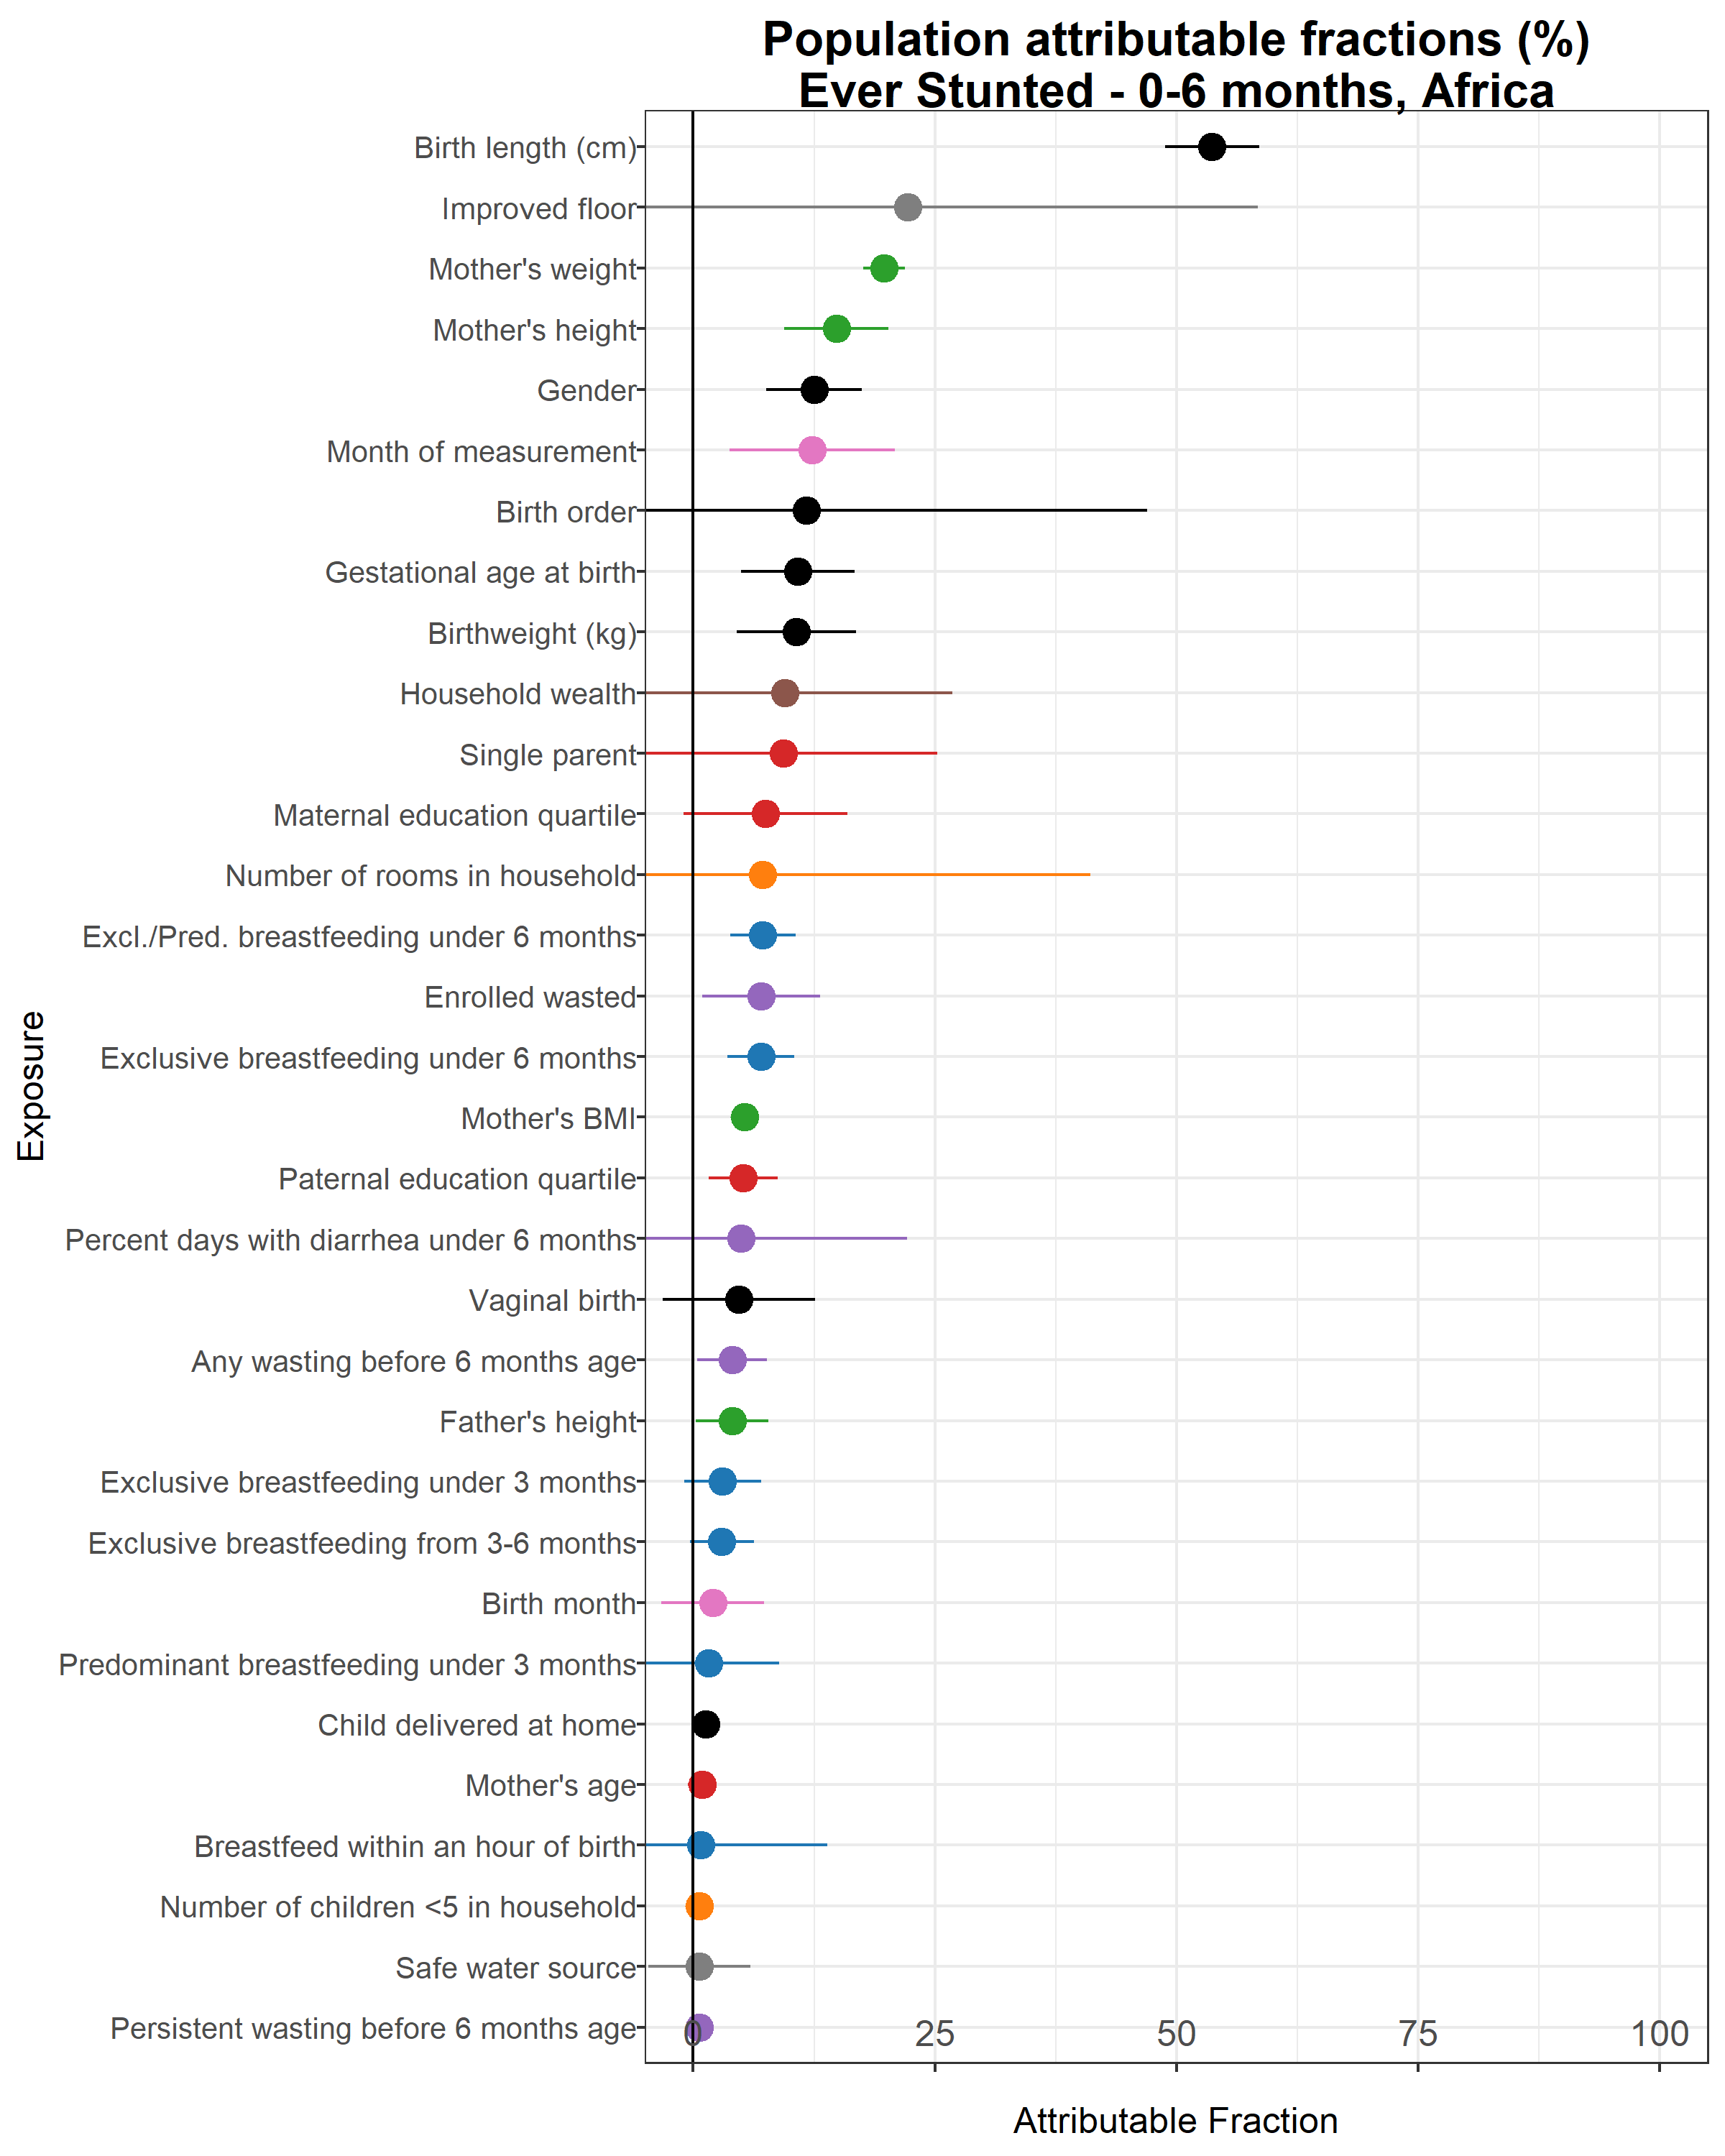 Population attributable fractions (%)
Ever Stunted - 0-6 months, Africa
Birth length (cm)
Improved floor
Mother's weight
Mother's height
Gender
Month of measurement
Birth order
Gestational age at birth
Birthweight (kg)
Household wealth
Single parent
Maternal education quartile
Number of rooms in household
Excl./Pred. breastfeeding under 6 months
Enrolled wasted
Exclusive breastfeeding under 6 months
Mother's BMI
Paternal education quartile
Percent days with diarrhea under 6 months
Vaginal birth
Any wasting before 6 months age
Father's height
Exclusive breastfeeding under 3 months
Exclusive breastfeeding from 3-6 months
Birth month
Predominant breastfeeding under 3 months
Child delivered at home
Mother's age
Breastfeed within an hour of birth
Number of children <5 in household
Safe water source
Persistent wasting before 6 months age
Exposure
0 25 50 75 100
Attributable Fraction